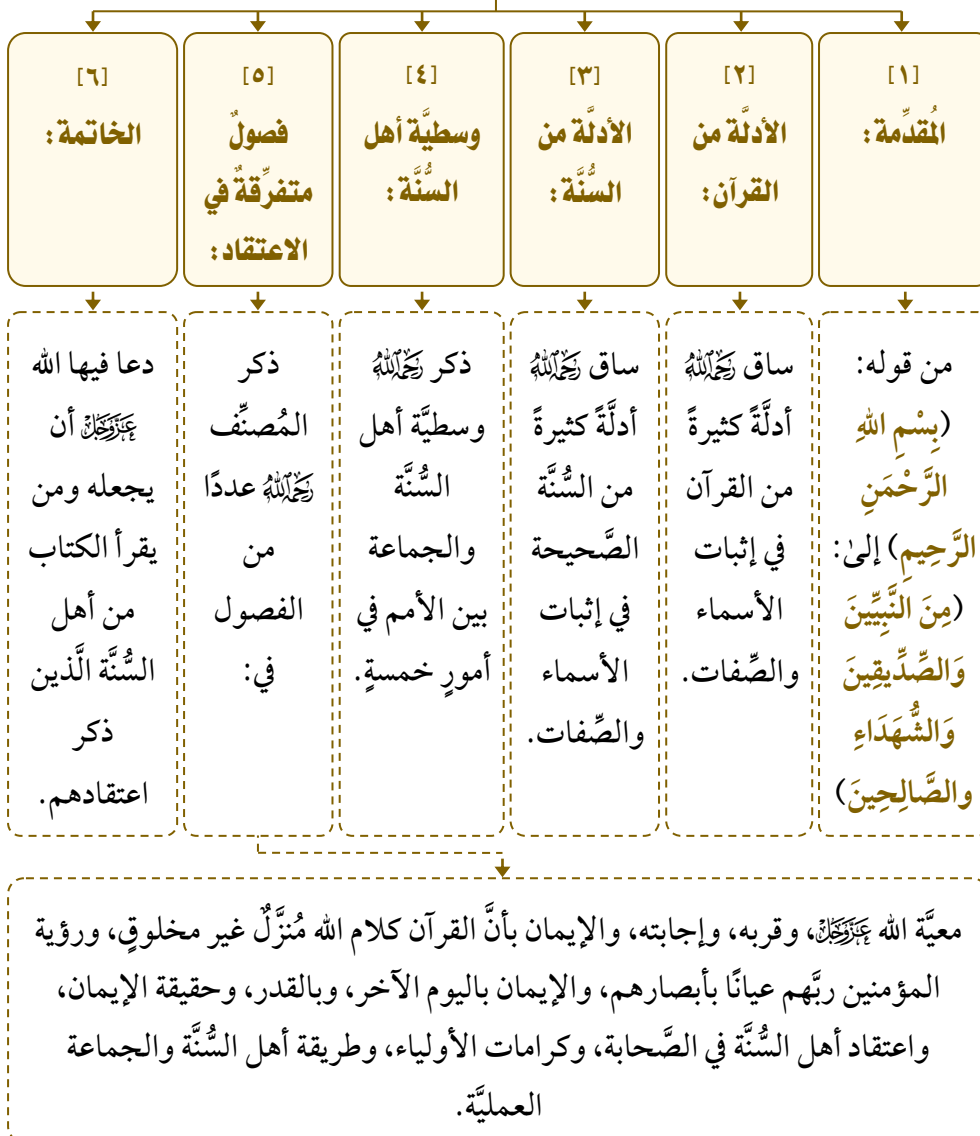 [١]
المُقدِّمة:
من قوله:
(بِسْمِ اللهِ
الرَّحْمَنِ
الرَّحِيمِ) إلىٰ:
(مِنَ النَّبِيِّينَ
وَالصِّدِّيقِينَ
وَالشُّهَدَاءِ
والصَّالِحِينَ)
[٢]
الأدلَّة من
القرآن:
ساق رَحِمَهُ اللَّهُ
أدلَّةً كثيرةً
من القرآن
في إثبات
الأسماء
والصِّفات.
[٣]
الأدلَّة من
السُّنَّة:
ساق رَحِمَهُ اللَّهُ
أدلَّةً كثيرةً
من السُّنَّة
الصَّحيحة
في إثبات
الأسماء
والصِّفات.
[٤]
وسطيَّة أهل
السُّنَّة:
ذكر رَحِمَهُ اللَّهُ
وسطيَّة أهل
السُّنَّة
والجماعة
بين الأمم في
أمورٍ خمسةٍ.
[٥]
فصولٌ
متفرِّقةٌ في
الاعتقاد:
ذكر
المُصنِّف
رَحِمَهُ اللَّهُ عددًا
من
الفصول
في:
[٦]
الخاتمة:
دعا فيها الله
عَزَّوَجَلَّ أن
يجعله ومن
يقرأ الكتاب
من أهل
السُّنَّة الَّذين
ذكر
اعتقادهم.
معيَّة الله عَزَّوَجَلَّ، وقربه، وإجابته، والإيمان بأنَّ القرآن كلام الله مُنزَّلٌ غير مخلوقٍ، ورؤية
المؤمنين ربَّهم عيانًا بأبصارهم، والإيمان باليوم الآخر، وبالقدر، وحقيقة الإيمان،
واعتقاد أهل السُّنَّة في الصَّحابة، وكرامات الأولياء، وطريقة أهل السُّنَّة والجماعة
العمليَّة.